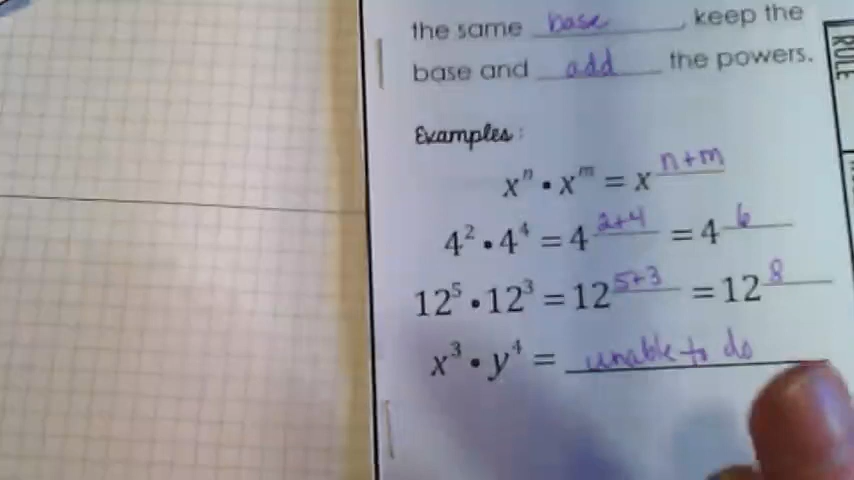 the same base, keep the
base and add the powers.
Examples:
xⁿ • xᵐ = x ⁿ⁺ᵐ
4² • 4⁴ = 4 ²⁺⁴ = 4 ⁶
12⁵ • 12³ = 12 ⁵⁺³ = 12 ⁸
x³ • y⁴ = unable to do
RULE